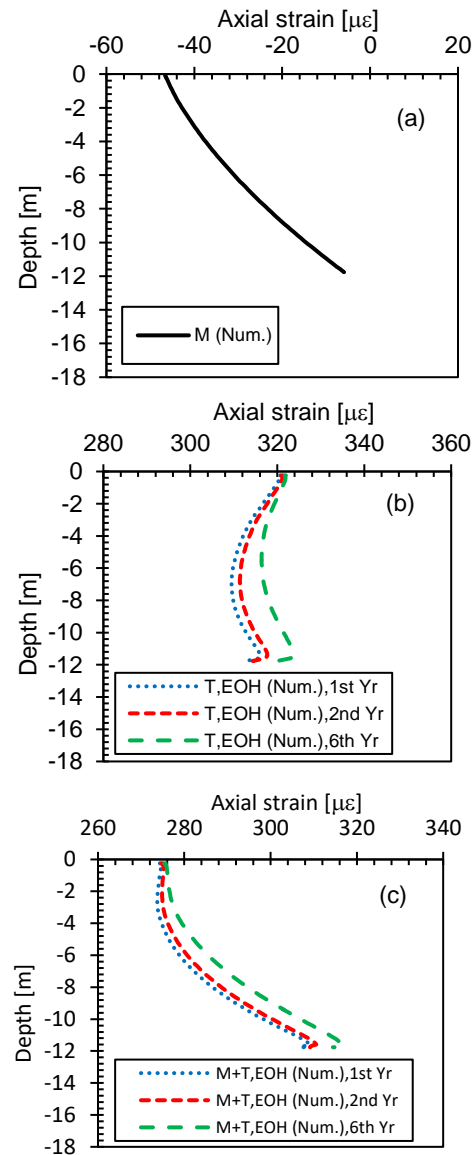 Axial strain [µε]
-60 -40 -20 0 20
0
-2
-4
-6
-8
-10
-12
-14
-16
-18
Depth [m]
(a)
M (Num.)
Axial strain [µε]
280 300 320 340 360
0
-2
-4
-6
-8
-10
-12
-14
-16
-18
Depth [m]
(b)
T,EOH (Num.),1st Yr
T,EOH (Num.),2nd Yr
T,EOH (Num.),6th Yr
Axial strain [µε]
260 280 300 320 340
0
-2
-4
-6
-8
-10
-12
-14
-16
-18
Depth [m]
(c)
M+T,EOH (Num.),1st Yr
M+T,EOH (Num.),2nd Yr
M+T,EOH (Num.),6th Yr